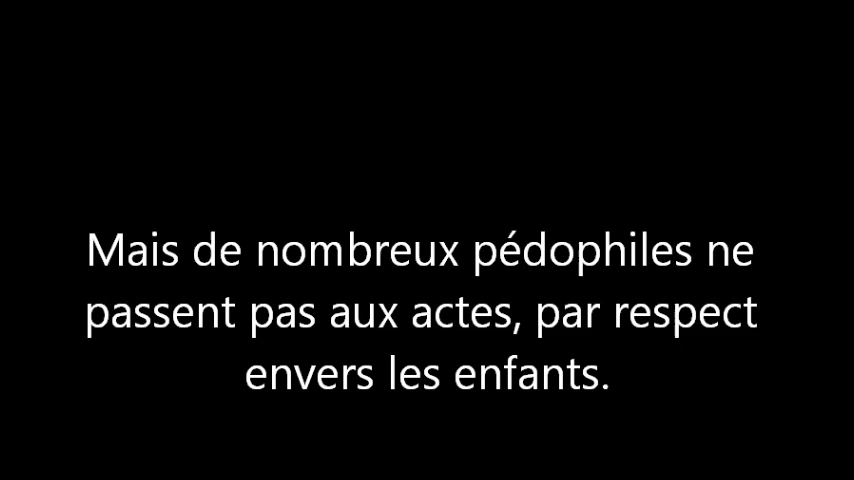 Mais de nombreux pédophiles ne
passent pas aux actes, par respect
envers les enfants.